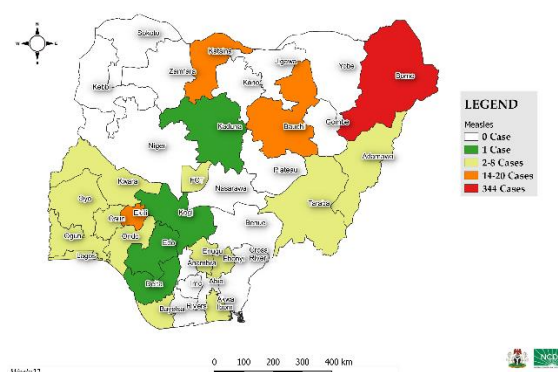 Sokoto
Katsina
Jigawa
Yobe
Borno
Zamfara
Kano
Kebbi
Kaduna
Bauchi
Gombe
Adamawa
Niger
Plateau
FCT
Nasarawa
Kwara
Taraba
Oyo
Ekiti
Kogi
Osun
Benue
Ogun
Ondo
Edo
Enugu
Cross
River
Lagos
Anambra
Ebonyi
Delta
Imo
Abia
Bayelsa
Rivers
Akwa
Ibom
LEGEND
Measles
0 Case
1 Case
2-8 Cases
14-20 Cases
344 Cases
0 100 200 300 400 km